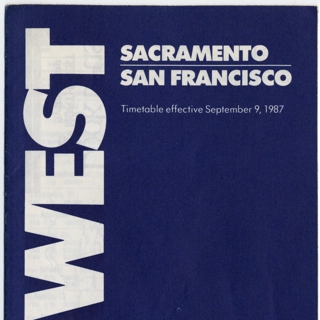 WEST
SACRAMENTO
SAN FRANCISCO
Timetable effective September 9, 1987